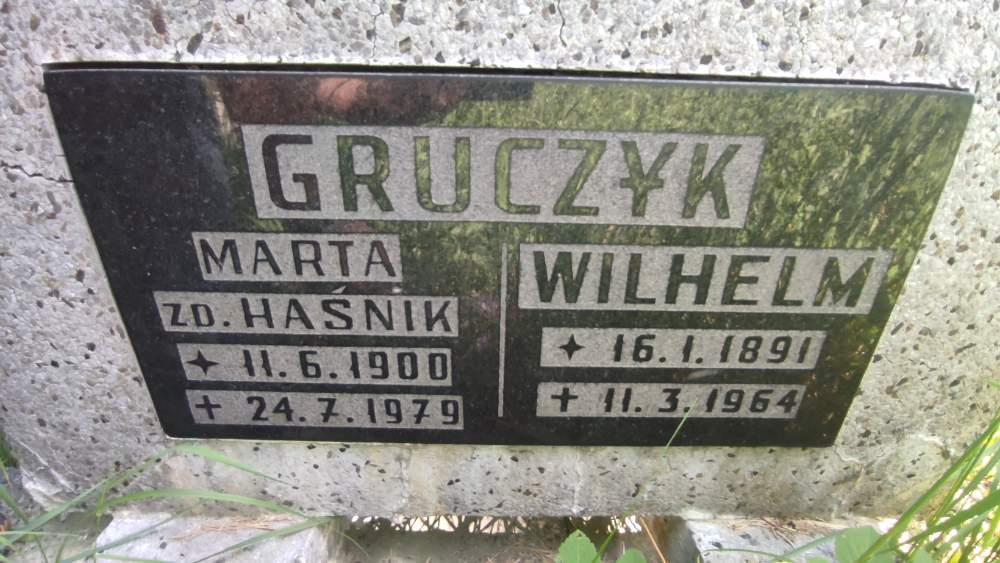 GRUCZYK
MARTA
ZD. HAŚNIK
✦ 11.6.1900
+ 24.7.1979
WILHELM
✦ 16.1.1891
+ 11.3.1964